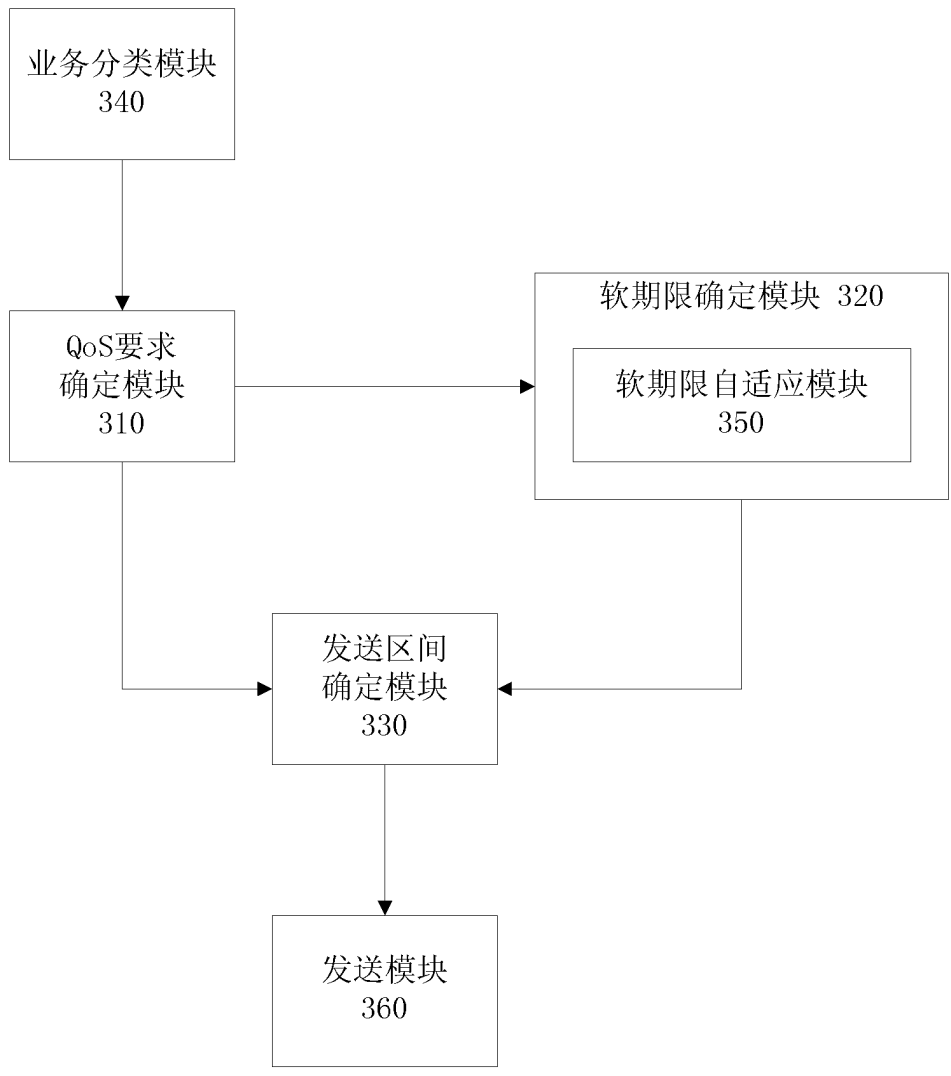 业务分类模块
340
QoS要求
确定模块
310
软期限确定模块 320
软期限自适应模块
350
发送区间
确定模块
330
发送模块
360